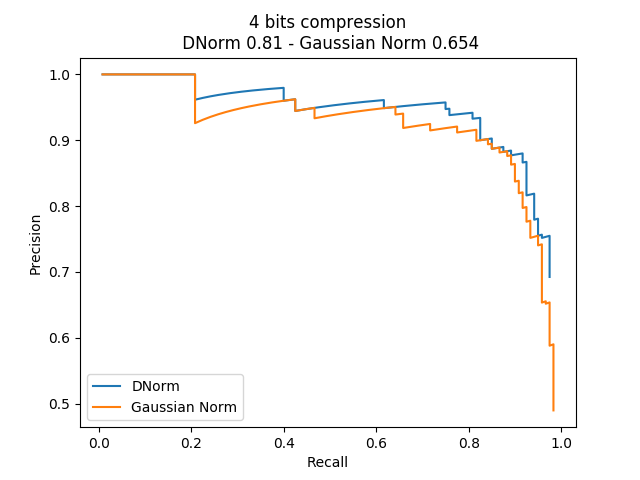 4 bits compression
DNorm 0.81 - Gaussian Norm 0.654
1.0
0.9
0.8
0.7
0.6
0.5
Precision
DNorm
Gaussian Norm
0.0 0.2 0.4 0.6 0.8 1.0
Recall